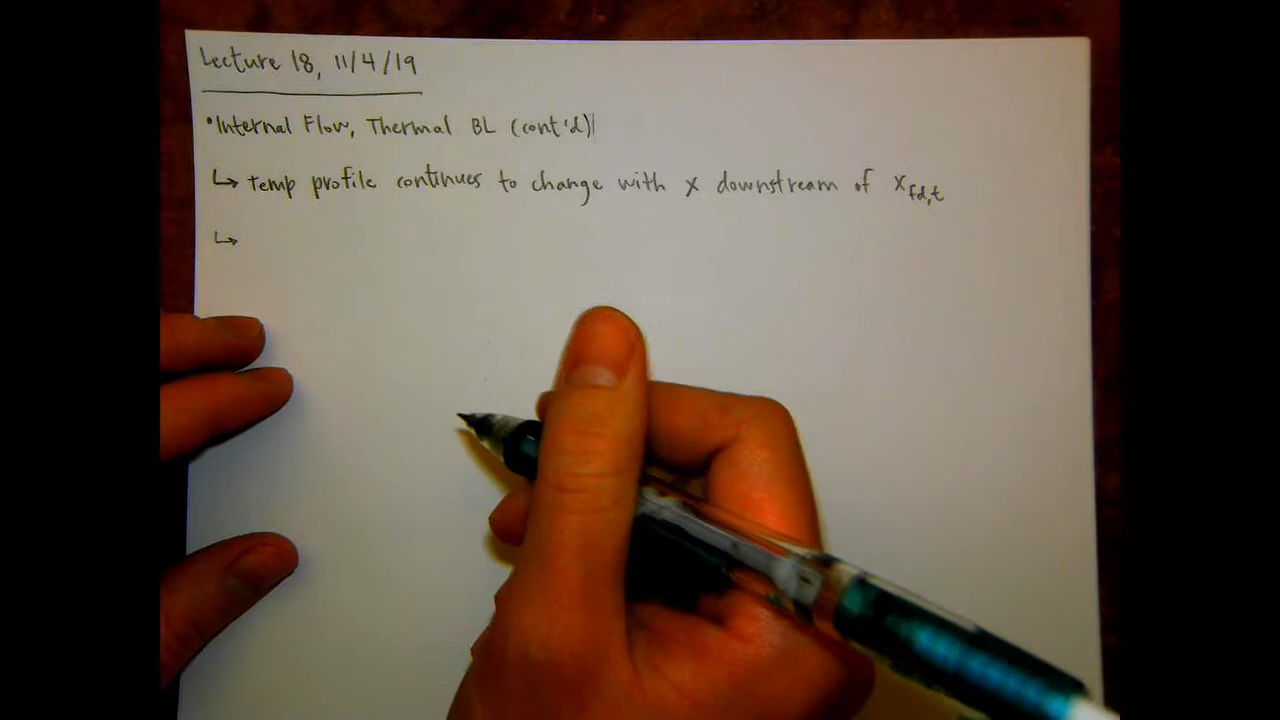 Lecture 18, 11/4/19
•Internal Flow, Thermal BL (cont'd)
↳ temp profile continues to change with x downstream of x_fd,t
↳